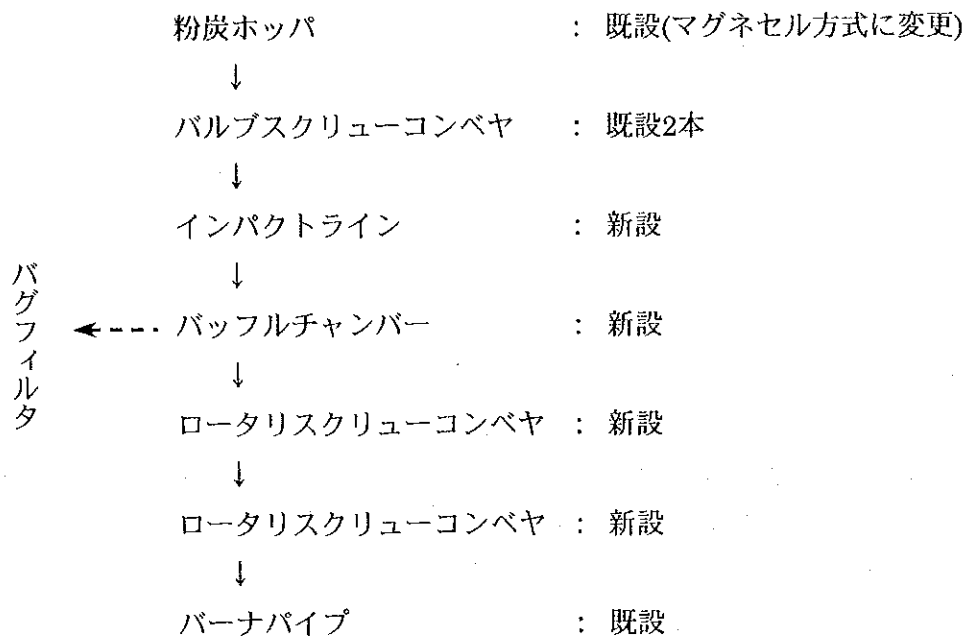 粉炭ホッパ : 既設(マグネセル方式に変更)
↓
バルブスクリューコンベヤ : 既設2本
↓
インパクトライン : 新設
↓
バグフィルタ
バッフルチャンバー : 新設
↓
ロータリスクリューコンベヤ : 新設
↓
ロータリスクリューコンベヤ : 新設
↓
バーナパイプ : 既設